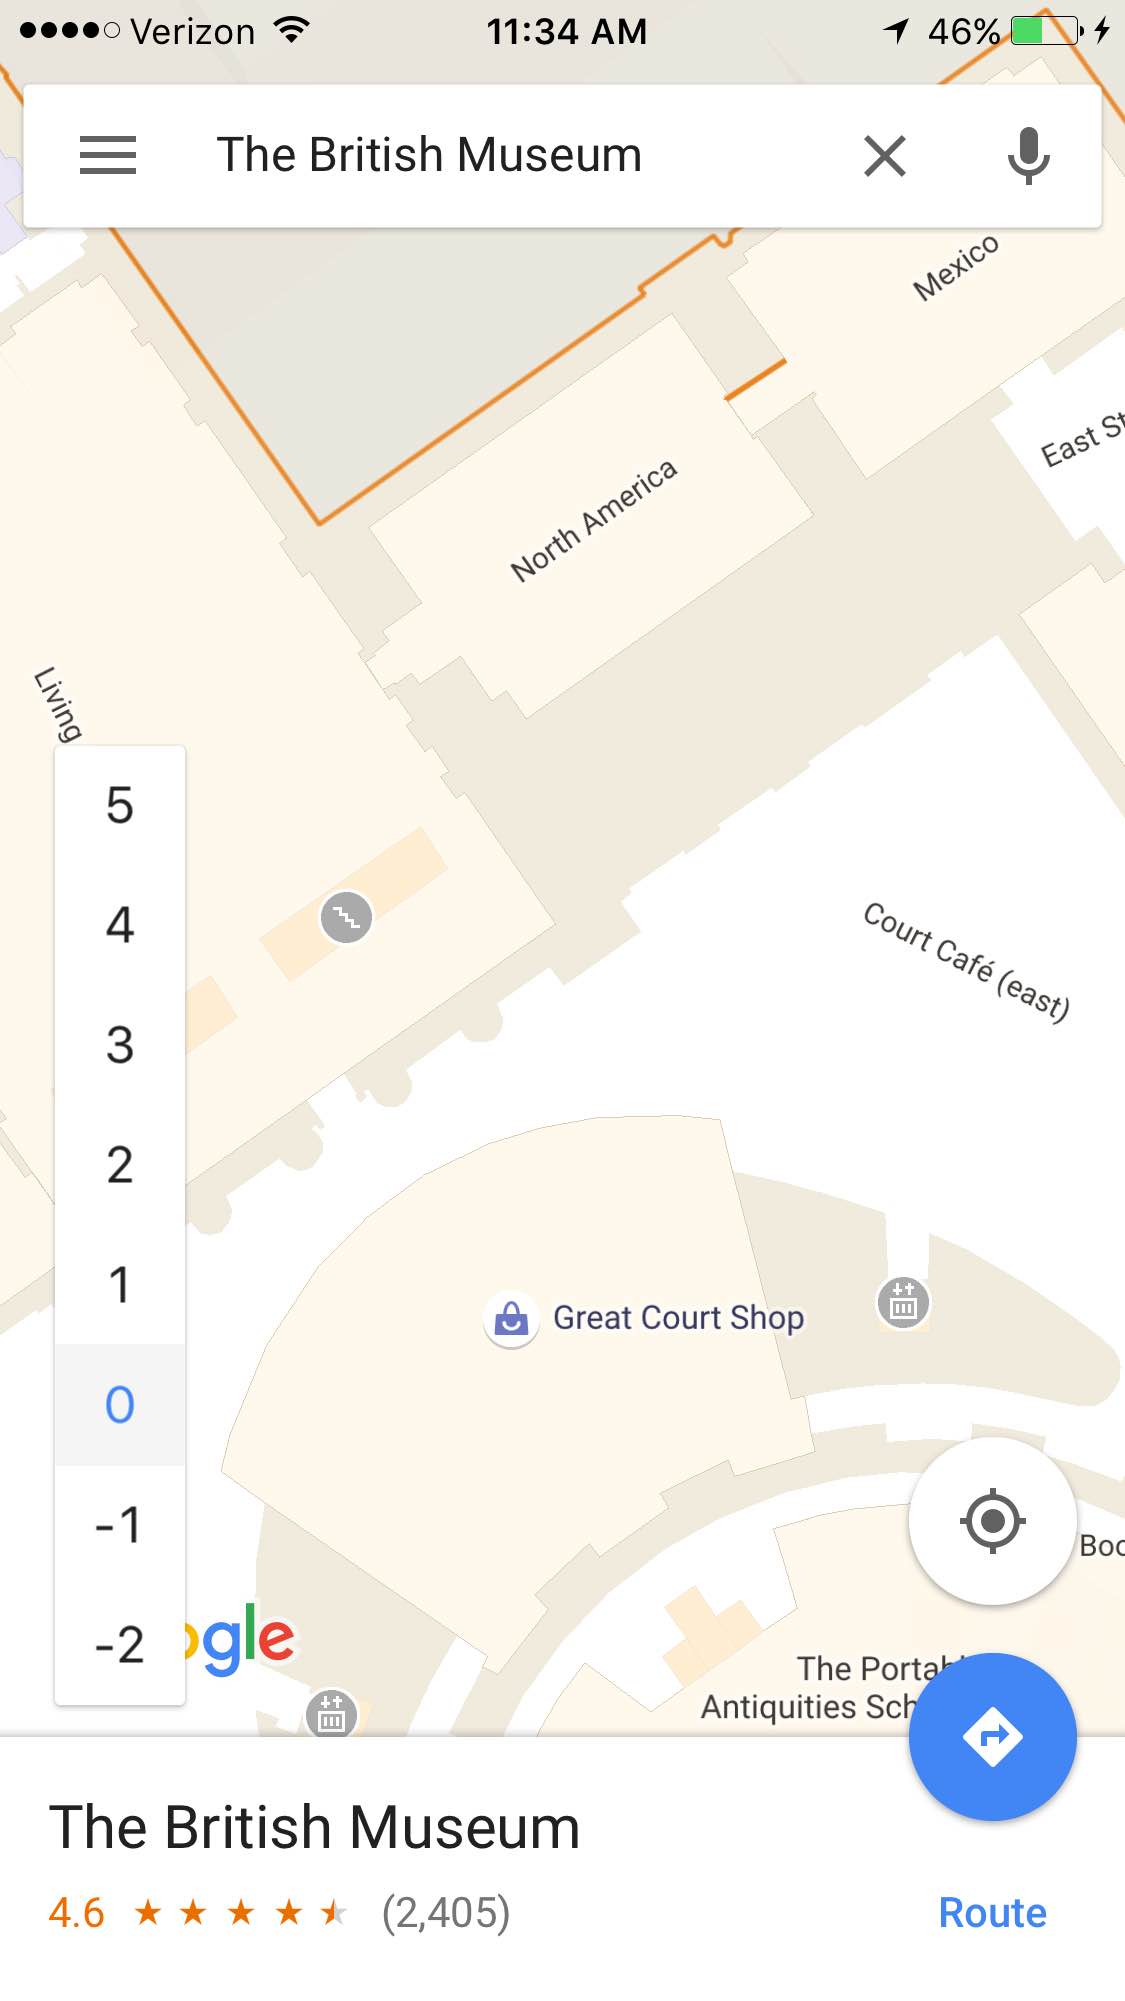 Verizon 11:34 AM 46%
The British Museum
Mexico
East St
North America
Living
5
4
3
2
1
0
-1
-2
Court Café (east)
Great Court Shop
Boo
The Portab
Antiquities Sch
gle
The British Museum
4.6 (2,405)
Route